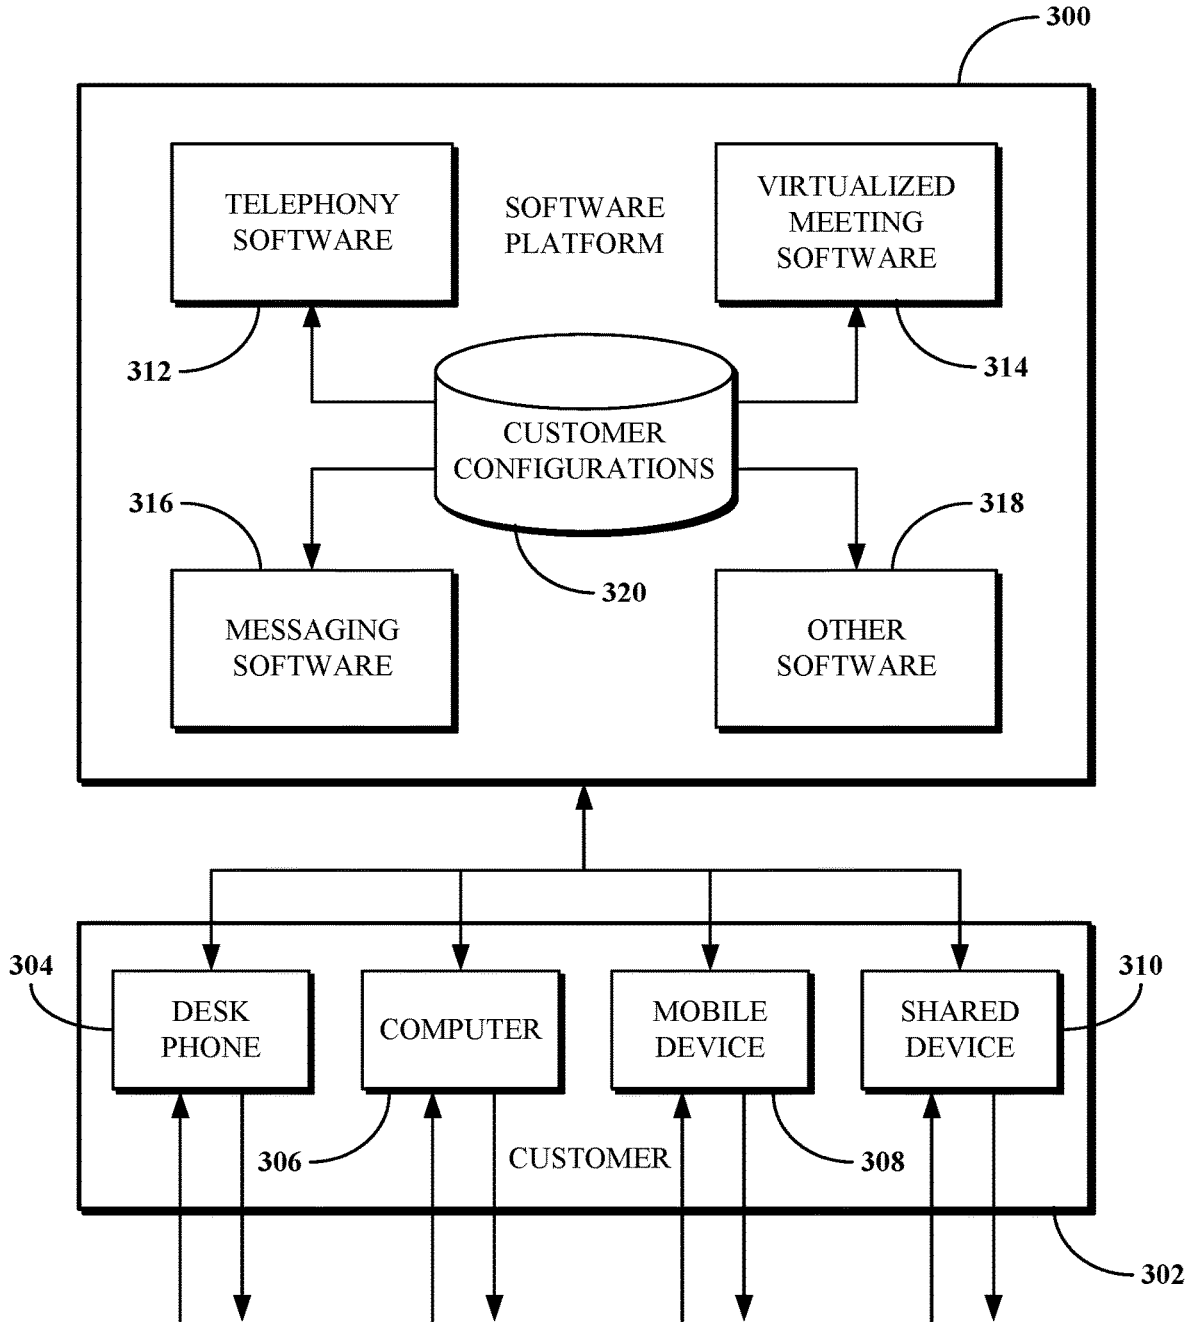 300
TELEPHONY
SOFTWARE
SOFTWARE
PLATFORM
VIRTUALIZED
MEETING
SOFTWARE
312
314
CUSTOMER
CONFIGURATIONS
316
318
320
MESSAGING
SOFTWARE
OTHER
SOFTWARE
304
310
DESK
PHONE
COMPUTER
MOBILE
DEVICE
SHARED
DEVICE
306
CUSTOMER
308
302